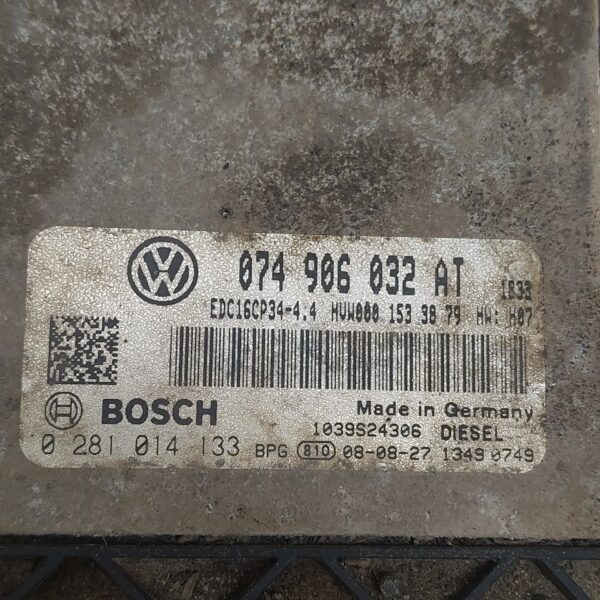 074 906 032 AT 1833
EDC16CP34-4.4 HVW000 153 38 79 HW: H07
BOSCH
Made in Germany
1039S24306 DIESEL
0 281 014 133 BPG 810 08-08-27 1349 0749